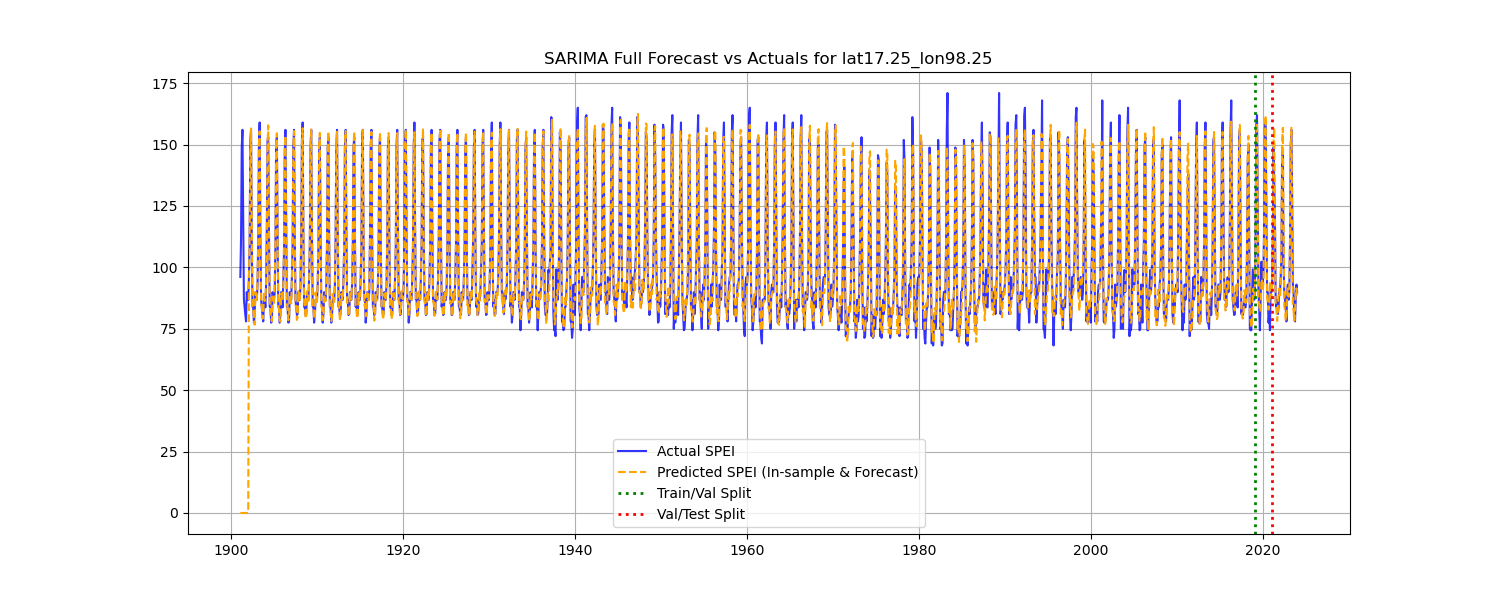 SARIMA Full Forecast vs Actuals for lat17.25_lon98.25
175
150
125
100
75
50
25
0
Actual SPEI
Predicted SPEI (In-sample & Forecast)
Train/Val Split
Val/Test Split
1900 1920 1940 1960 1980 2000 2020